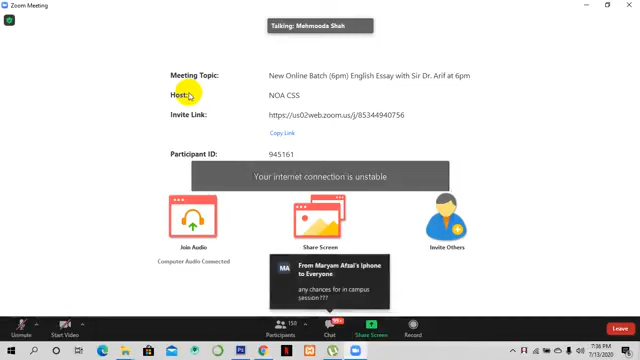 Zoom Meeting
Talking: Mehmooda Shah
Meeting Topic: New Online Batch (6pm) English Essay with Sir Dr. Arif at 6pm
Host: NOA CSS
Invite Link: https://us02web.zoom.us/j/85344940756
Copy Link
Participant ID: 945161
Your internet connection is unstable
Join Audio
Share Screen
Invite Others
Computer Audio Connected
MA
From Maryam Afzal's Iphone
to Everyone
any chances for in campus
session???
Unmute
Start Video
Participants
150
Chat
99+
Share Screen
Record
Leave
7:36 PM
7/13/2020